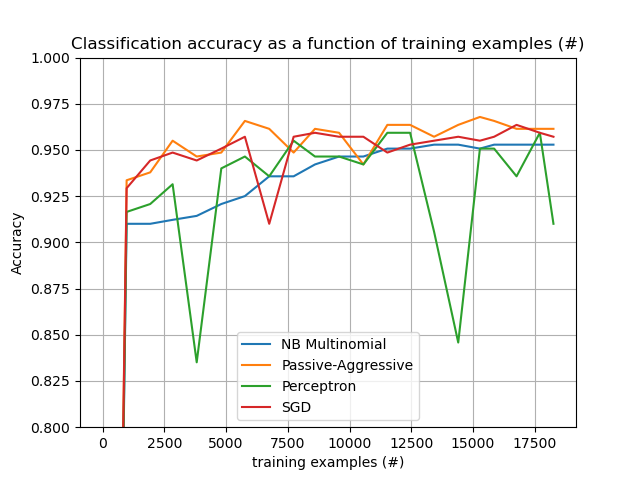 Classification accuracy as a function of training examples (#)
1.000
0.975
0.950
0.925
0.900
0.875
0.850
0.825
0.800
Accuracy
NB Multinomial
Passive-Aggressive
Perceptron
SGD
0 2500 5000 7500 10000 12500 15000 17500
training examples (#)